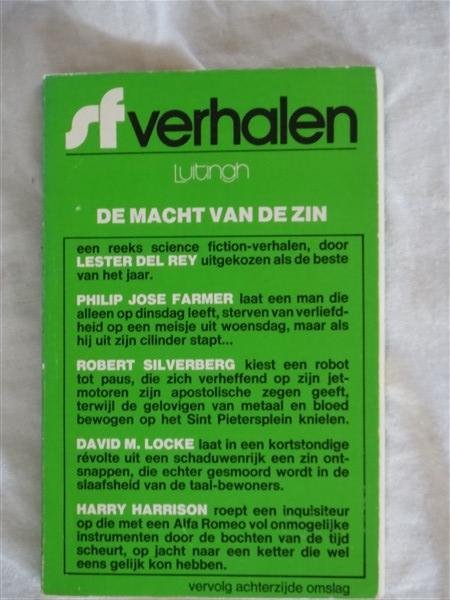 sf verhalen
Luitingh
DE MACHT VAN DE ZIN
een reeks science fiction-verhalen, door
LESTER DEL REY uitgekozen als de beste
van het jaar.
PHILIP JOSE FARMER laat een man die
alleen op dinsdag leeft, sterven van verliefd-
heid op een meisje uit woensdag, maar als
hij uit zijn cilinder stapt...
ROBERT SILVERBERG kiest een robot
tot paus, die zich verheffend op zijn jet-
motoren zijn apostolische zegen geeft,
terwijl de gelovigen van metaal en bloed
bewogen op het Sint Pietersplein knielen.
DAVID M. LOCKE laat in een kortstondige
révolte uit een schaduwenrijk een zin ont-
snappen, die echter gesmoord wordt in de
slaafsheid van de taal-bewoners.
HARRY HARRISON roept een inquisiteur
op die met een Alfa Romeo vol onmogelijke
instrumenten door de bochten van de tijd
scheurt, op jacht naar een ketter die wel
eens gelijk kon hebben.
vervolg achterzijde omslag